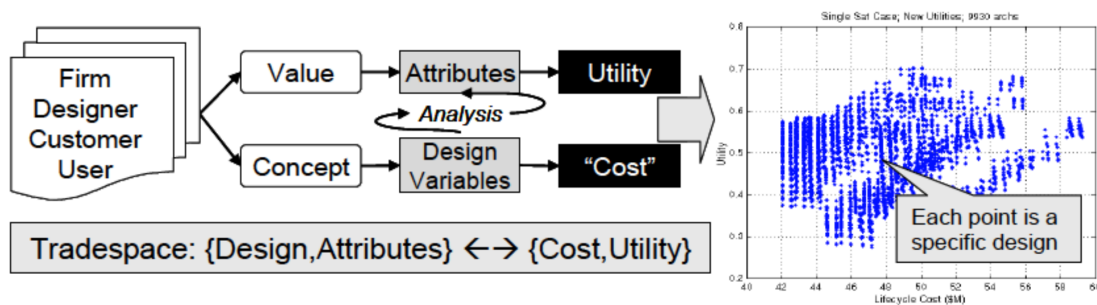 Firm
Designer
Customer
User
Value
Attributes
Utility
Analysis
Concept
Design
Variables
“Cost”
Tradespace: {Design,Attributes} ←→ {Cost,Utility}
Single Sat Case; New Utilities; 9930 archs
0.8
0.7
0.6
0.5
0.4
0.3
0.2
Utility
Each point is a
specific design
40 42 44 46 48 50 52 54 56 58 60
Lifecycle Cost ($M)